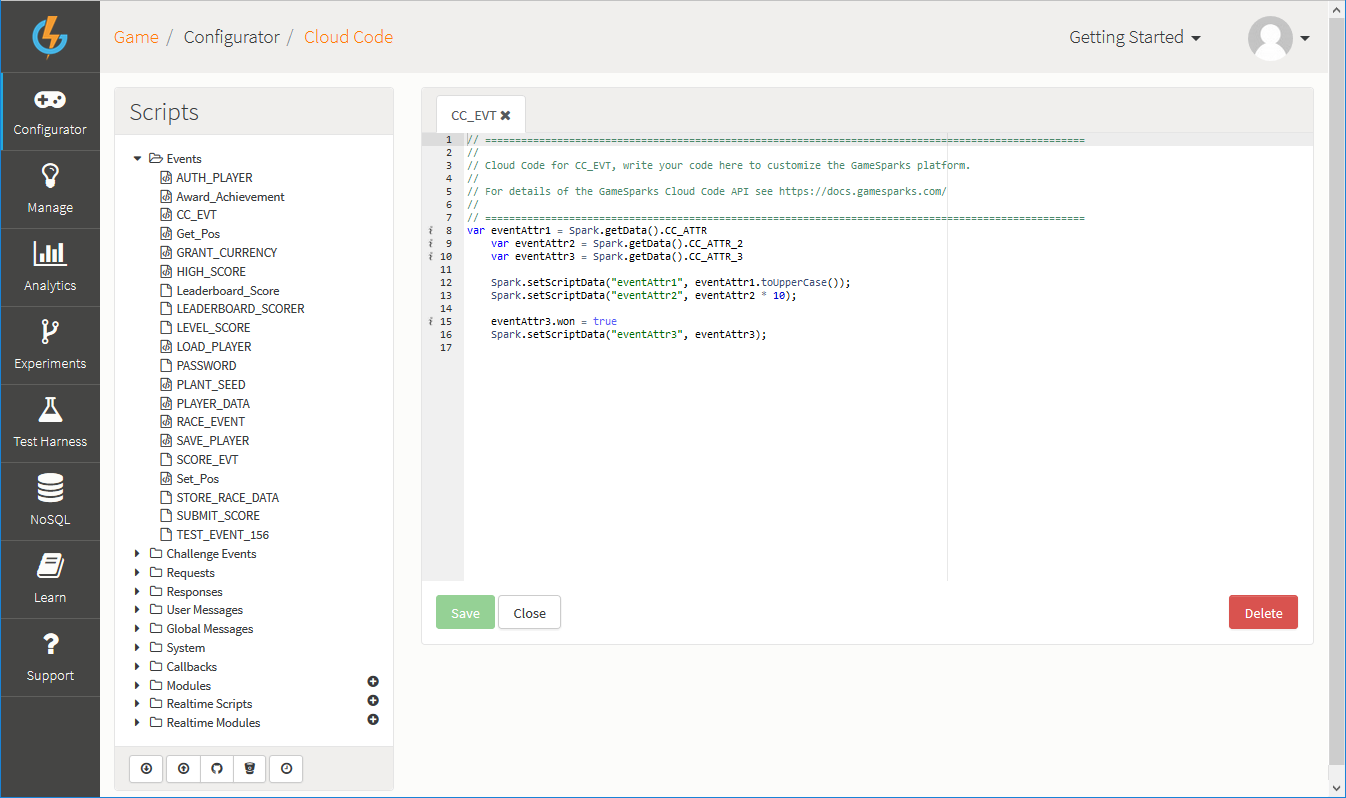 Game / Configurator / Cloud Code
Getting Started
Configurator
Manage
Analytics
Experiments
Test Harness
NoSQL
Learn
Support
Scripts
Events
AUTH_PLAYER
Award_Achievement
CC_EVT
Get_Pos
GRANT_CURRENCY
HIGH_SCORE
Leaderboard_Score
LEADERBOARD_SCORER
LEVEL_SCORE
LOAD_PLAYER
PASSWORD
PLANT_SEED
PLAYER_DATA
RACE_EVENT
SAVE_PLAYER
SCORE_EVT
Set_Pos
STORE_RACE_DATA
SUBMIT_SCORE
TEST_EVENT_156
Challenge Events
Requests
Responses
User Messages
Global Messages
System
Callbacks
Modules
Realtime Scripts
Realtime Modules
CC_EVT
1 // ====================================================================================================
2 //
3 // Cloud Code for CC_EVT, write your code here to customize the GameSparks platform.
4 //
5 // For details of the GameSparks Cloud Code API see https://docs.gamesparks.com/
6 //
7 // ====================================================================================================
i 8 var eventAttr1 = Spark.getData().CC_ATTR
i 9 var eventAttr2 = Spark.getData().CC_ATTR_2
i 10 var eventAttr3 = Spark.getData().CC_ATTR_3
11
12 Spark.setScriptData("eventAttr1", eventAttr1.toUpperCase());
13 Spark.setScriptData("eventAttr2", eventAttr2 * 10);
14
i 15 eventAttr3.won = true
16 Spark.setScriptData("eventAttr3", eventAttr3);
17
Save
Close
Delete